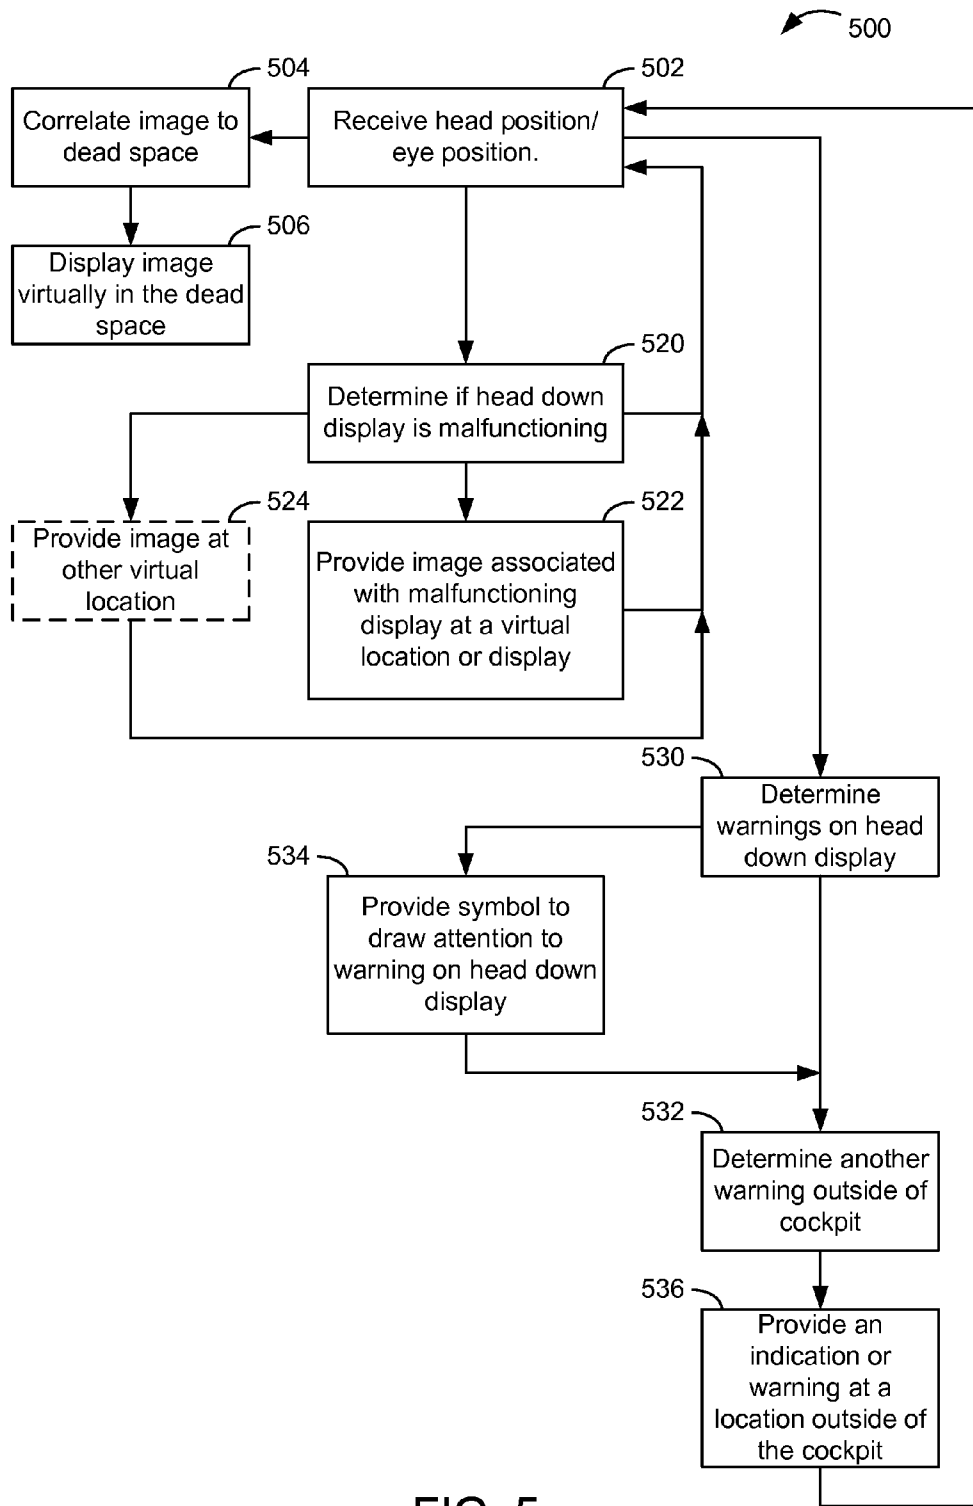 500
504
Correlate image to
dead space
502
Receive head position/
eye position.
506
Display image
virtually in the dead
space
520
Determine if head down
display is malfunctioning
524
Provide image at
other virtual
location
522
Provide image associated
with malfunctioning
display at a virtual
location or display
530
Determine
warnings on head
down display
534
Provide symbol to
draw attention to
warning on head down
display
532
Determine another
warning outside of
cockpit
536
Provide an
indication or
warning at a
location outside of
the cockpit
FIG. 5